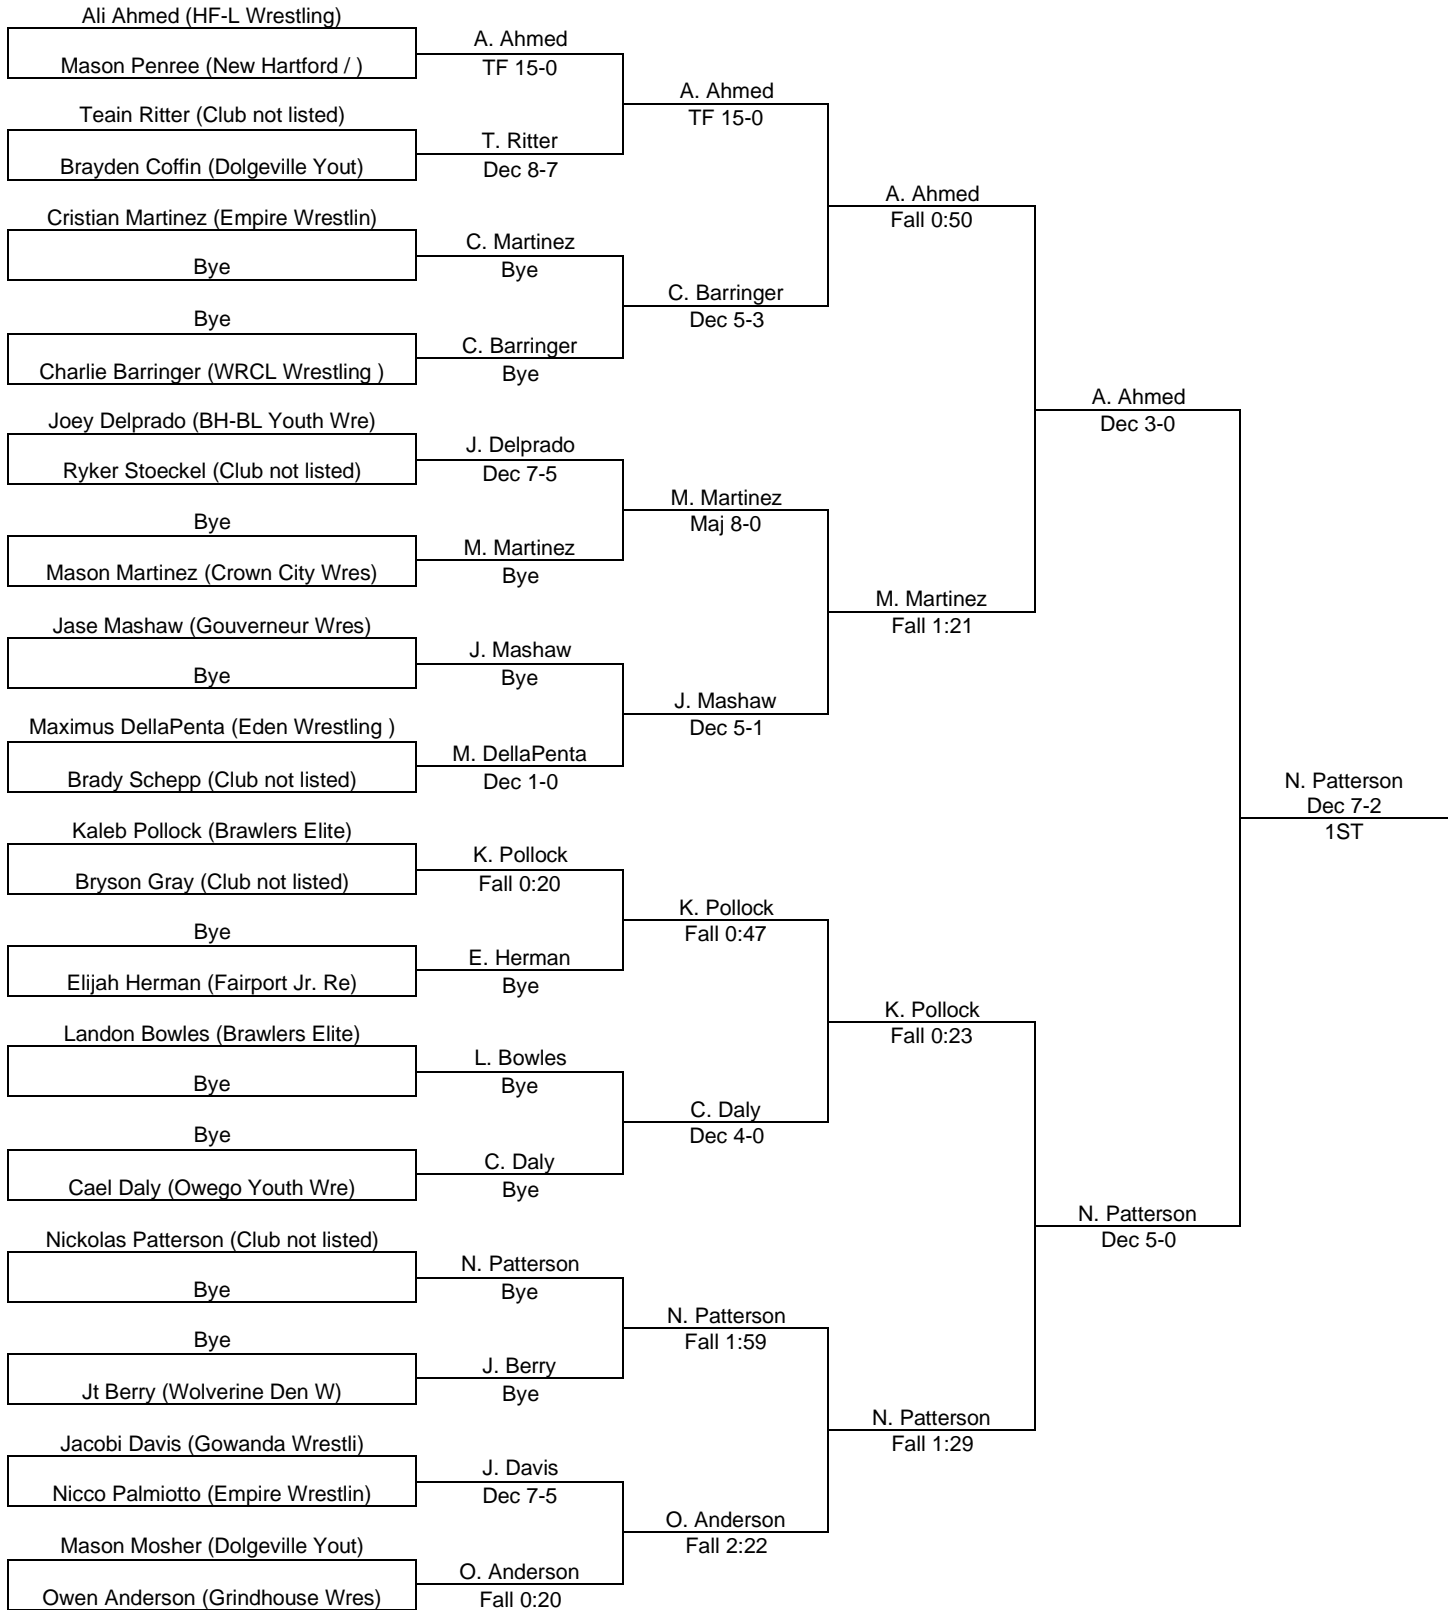 Ali Ahmed (HF-L Wrestling)
Mason Penree (New Hartford / )
Teain Ritter (Club not listed)
Brayden Coffin (Dolgeville Yout)
Cristian Martinez (Empire Wrestlin)
Bye
Bye
Charlie Barringer (WRCL Wrestling )
Joey Delprado (BH-BL Youth Wre)
Ryker Stoeckel (Club not listed)
Bye
Mason Martinez (Crown City Wres)
Jase Mashaw (Gouverneur Wres)
Bye
Maximus DellaPenta (Eden Wrestling )
Brady Schepp (Club not listed)
Kaleb Pollock (Brawlers Elite)
Bryson Gray (Club not listed)
Bye
Elijah Herman (Fairport Jr. Re)
Landon Bowles (Brawlers Elite)
Bye
Bye
Cael Daly (Owego Youth Wre)
Nickolas Patterson (Club not listed)
Bye
Bye
Jt Berry (Wolverine Den W)
Jacobi Davis (Gowanda Wrestli)
Nicco Palmiotto (Empire Wrestlin)
Mason Mosher (Dolgeville Yout)
Owen Anderson (Grindhouse Wres)
A. Ahmed
TF 15-0
T. Ritter
Dec 8-7
C. Martinez
Bye
C. Barringer
Bye
J. Delprado
Dec 7-5
M. Martinez
Bye
J. Mashaw
Bye
M. DellaPenta
Dec 1-0
K. Pollock
Fall 0:20
E. Herman
Bye
L. Bowles
Bye
C. Daly
Bye
N. Patterson
Bye
J. Berry
Bye
J. Davis
Dec 7-5
O. Anderson
Fall 0:20
A. Ahmed
TF 15-0
C. Barringer
Dec 5-3
M. Martinez
Maj 8-0
J. Mashaw
Dec 5-1
K. Pollock
Fall 0:47
C. Daly
Dec 4-0
N. Patterson
Fall 1:59
O. Anderson
Fall 2:22
A. Ahmed
Fall 0:50
M. Martinez
Fall 1:21
K. Pollock
Fall 0:23
N. Patterson
Fall 1:29
A. Ahmed
Dec 3-0
N. Patterson
Dec 5-0
N. Patterson
Dec 7-2
1ST